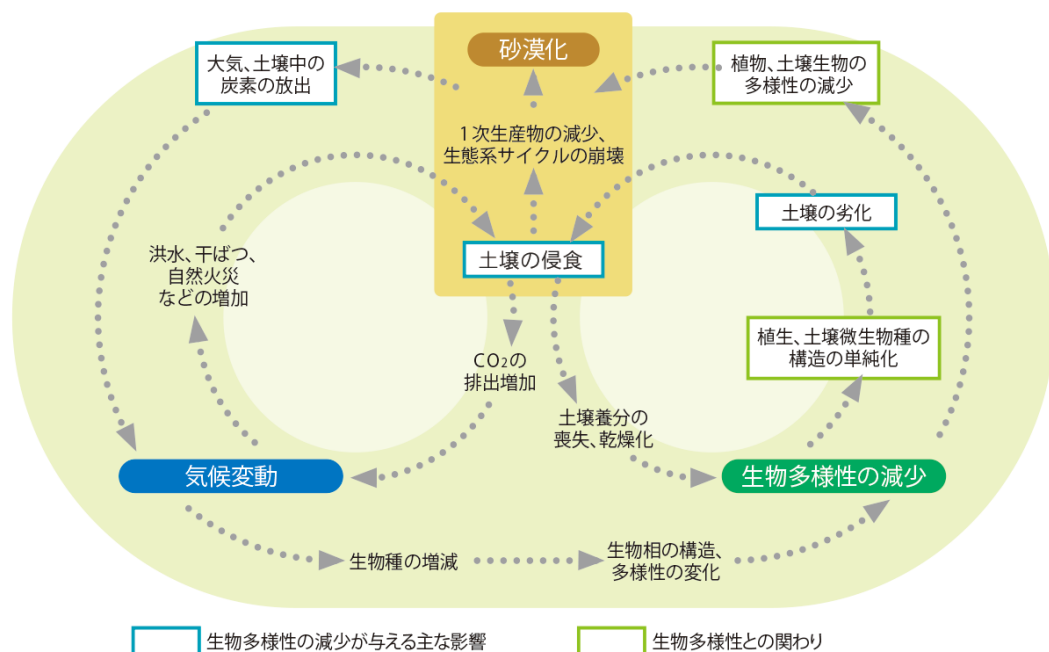 砂漠化
大気、土壌中の
炭素の放出
植物、土壌生物の
多様性の減少
1次生産物の減少、
生態系サイクルの崩壊
土壌の劣化
土壌の侵食
洪水、干ばつ、
自然火災
などの増加
植生、土壌微生物種の
構造の単純化
CO₂の
排出増加
土壌養分の
喪失、乾燥化
気候変動
生物多様性の減少
生物種の増減
生物相の構造、
多様性の変化
生物多様性の減少が与える主な影響
生物多様性との関わり